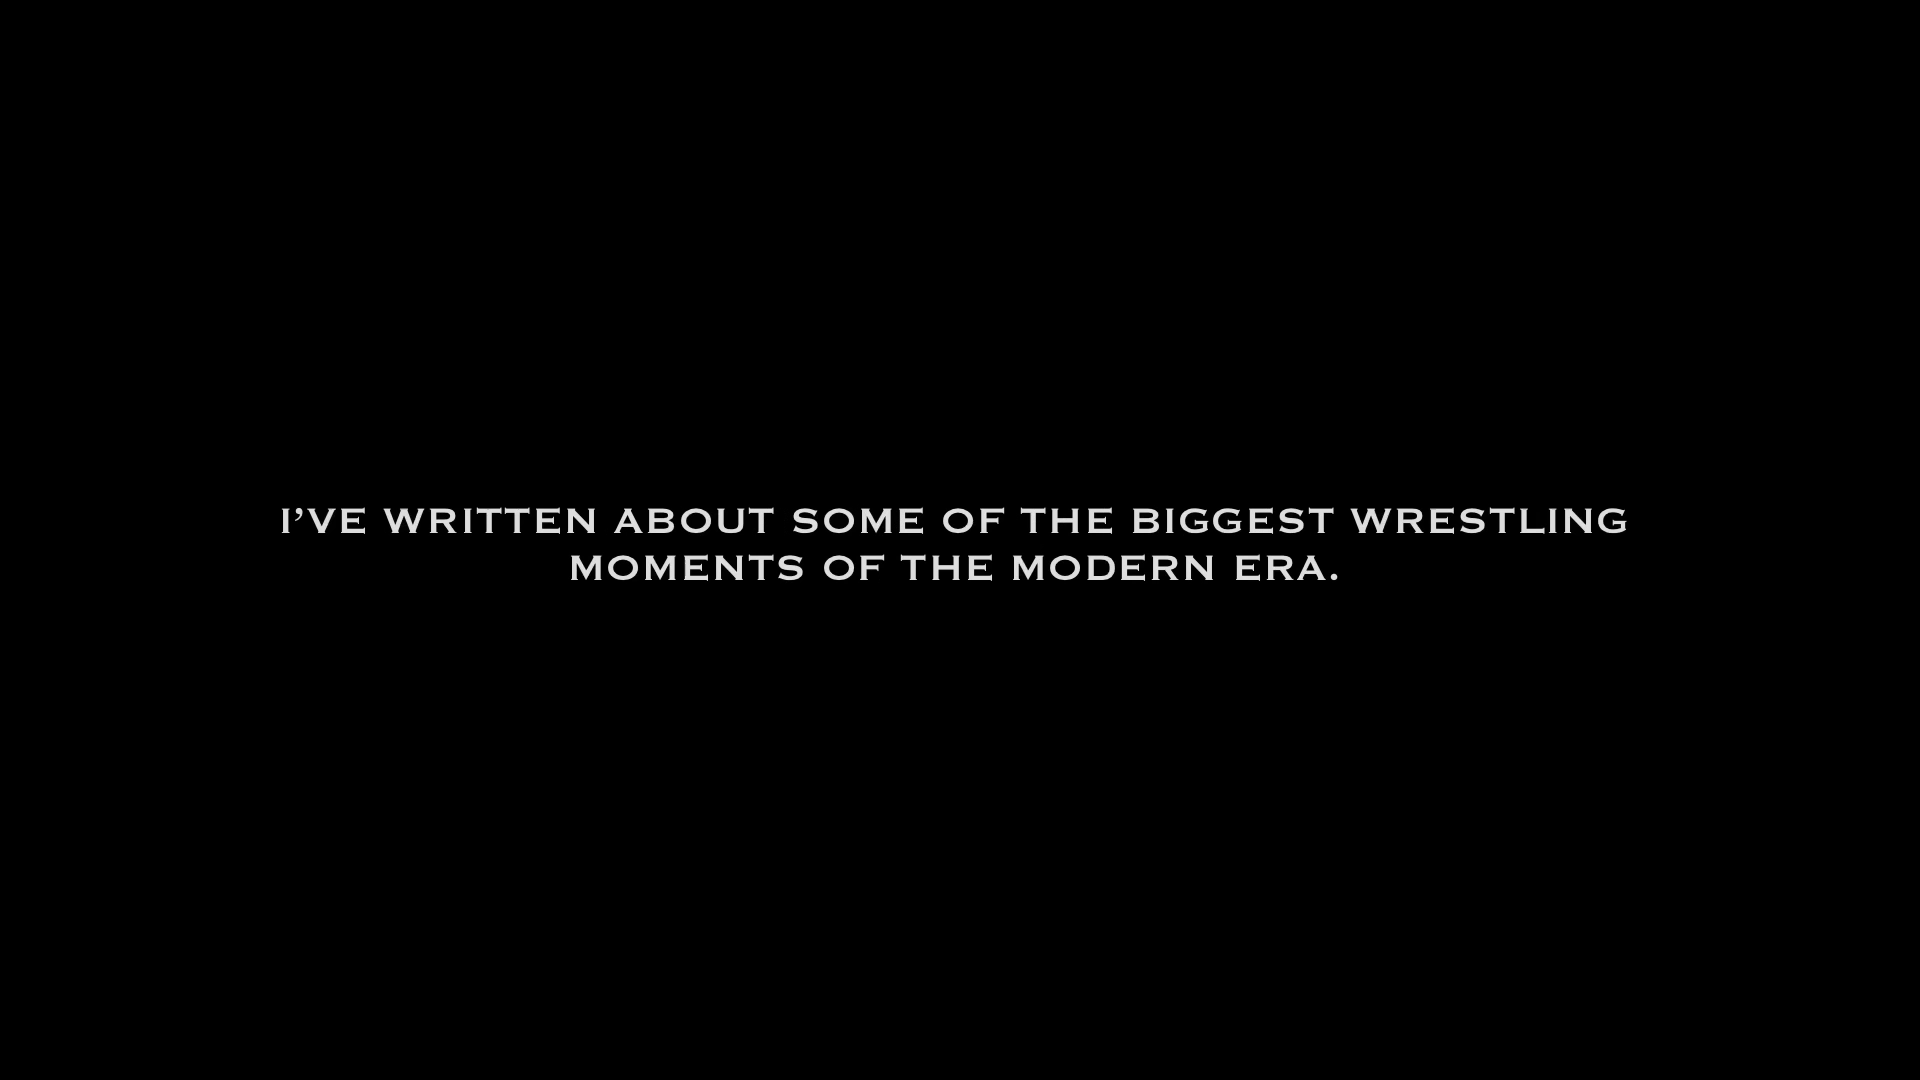 I’VE WRITTEN ABOUT SOME OF THE BIGGEST WRESTLING
MOMENTS OF THE MODERN ERA.